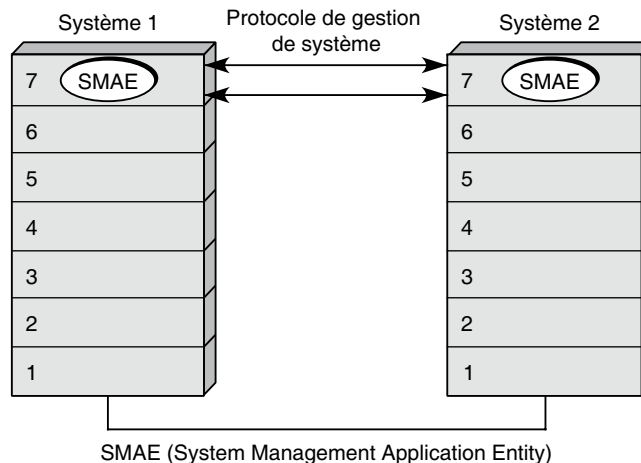 Système 1
Protocole de gestion
de système
Système 2
7 SMAE
6
5
4
3
2
1
7 SMAE
6
5
4
3
2
1
SMAE (System Management Application Entity)